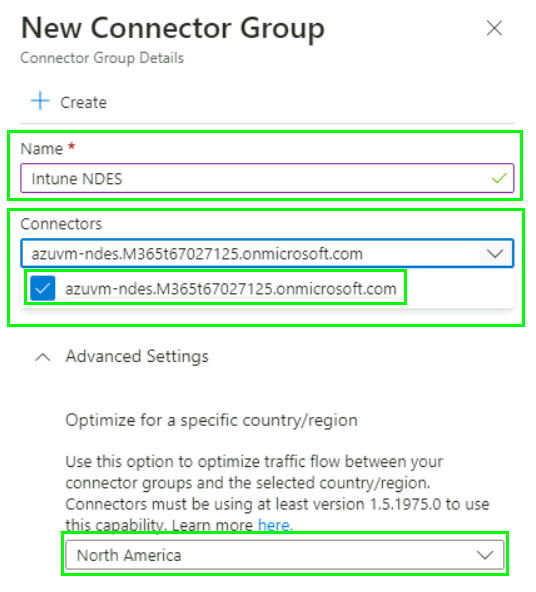 New Connector Group
Connector Group Details
Create
Name *
Intune NDES
Connectors
azuvm-ndes.M365t67027125.onmicrosoft.com
azuvm-ndes.M365t67027125.onmicrosoft.com
Advanced Settings
Optimize for a specific country/region
Use this option to optimize traffic flow between your
connector groups and the selected country/region.
Connectors must be using at least version 1.5.1975.0 to use
this capability. Learn more here.
North America